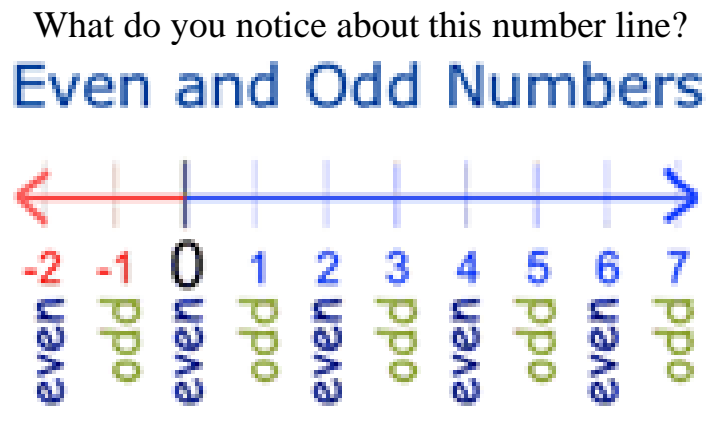 What do you notice about this number line?
Even and Odd Numbers
-2 -1 0 1 2 3 4 5 6 7
even odd even odd even odd even odd even odd